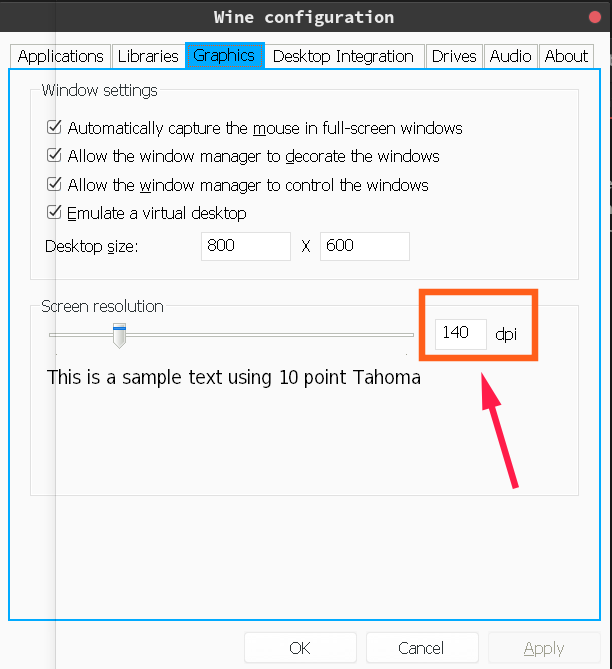 Wine configuration
Applications Libraries Graphics Desktop Integration Drives Audio About
Window settings
Automatically capture the mouse in full-screen windows
Allow the window manager to decorate the windows
Allow the window manager to control the windows
Emulate a virtual desktop
Desktop size: 800 X 600
Screen resolution
140 dpi
This is a sample text using 10 point Tahoma
OK Cancel Apply